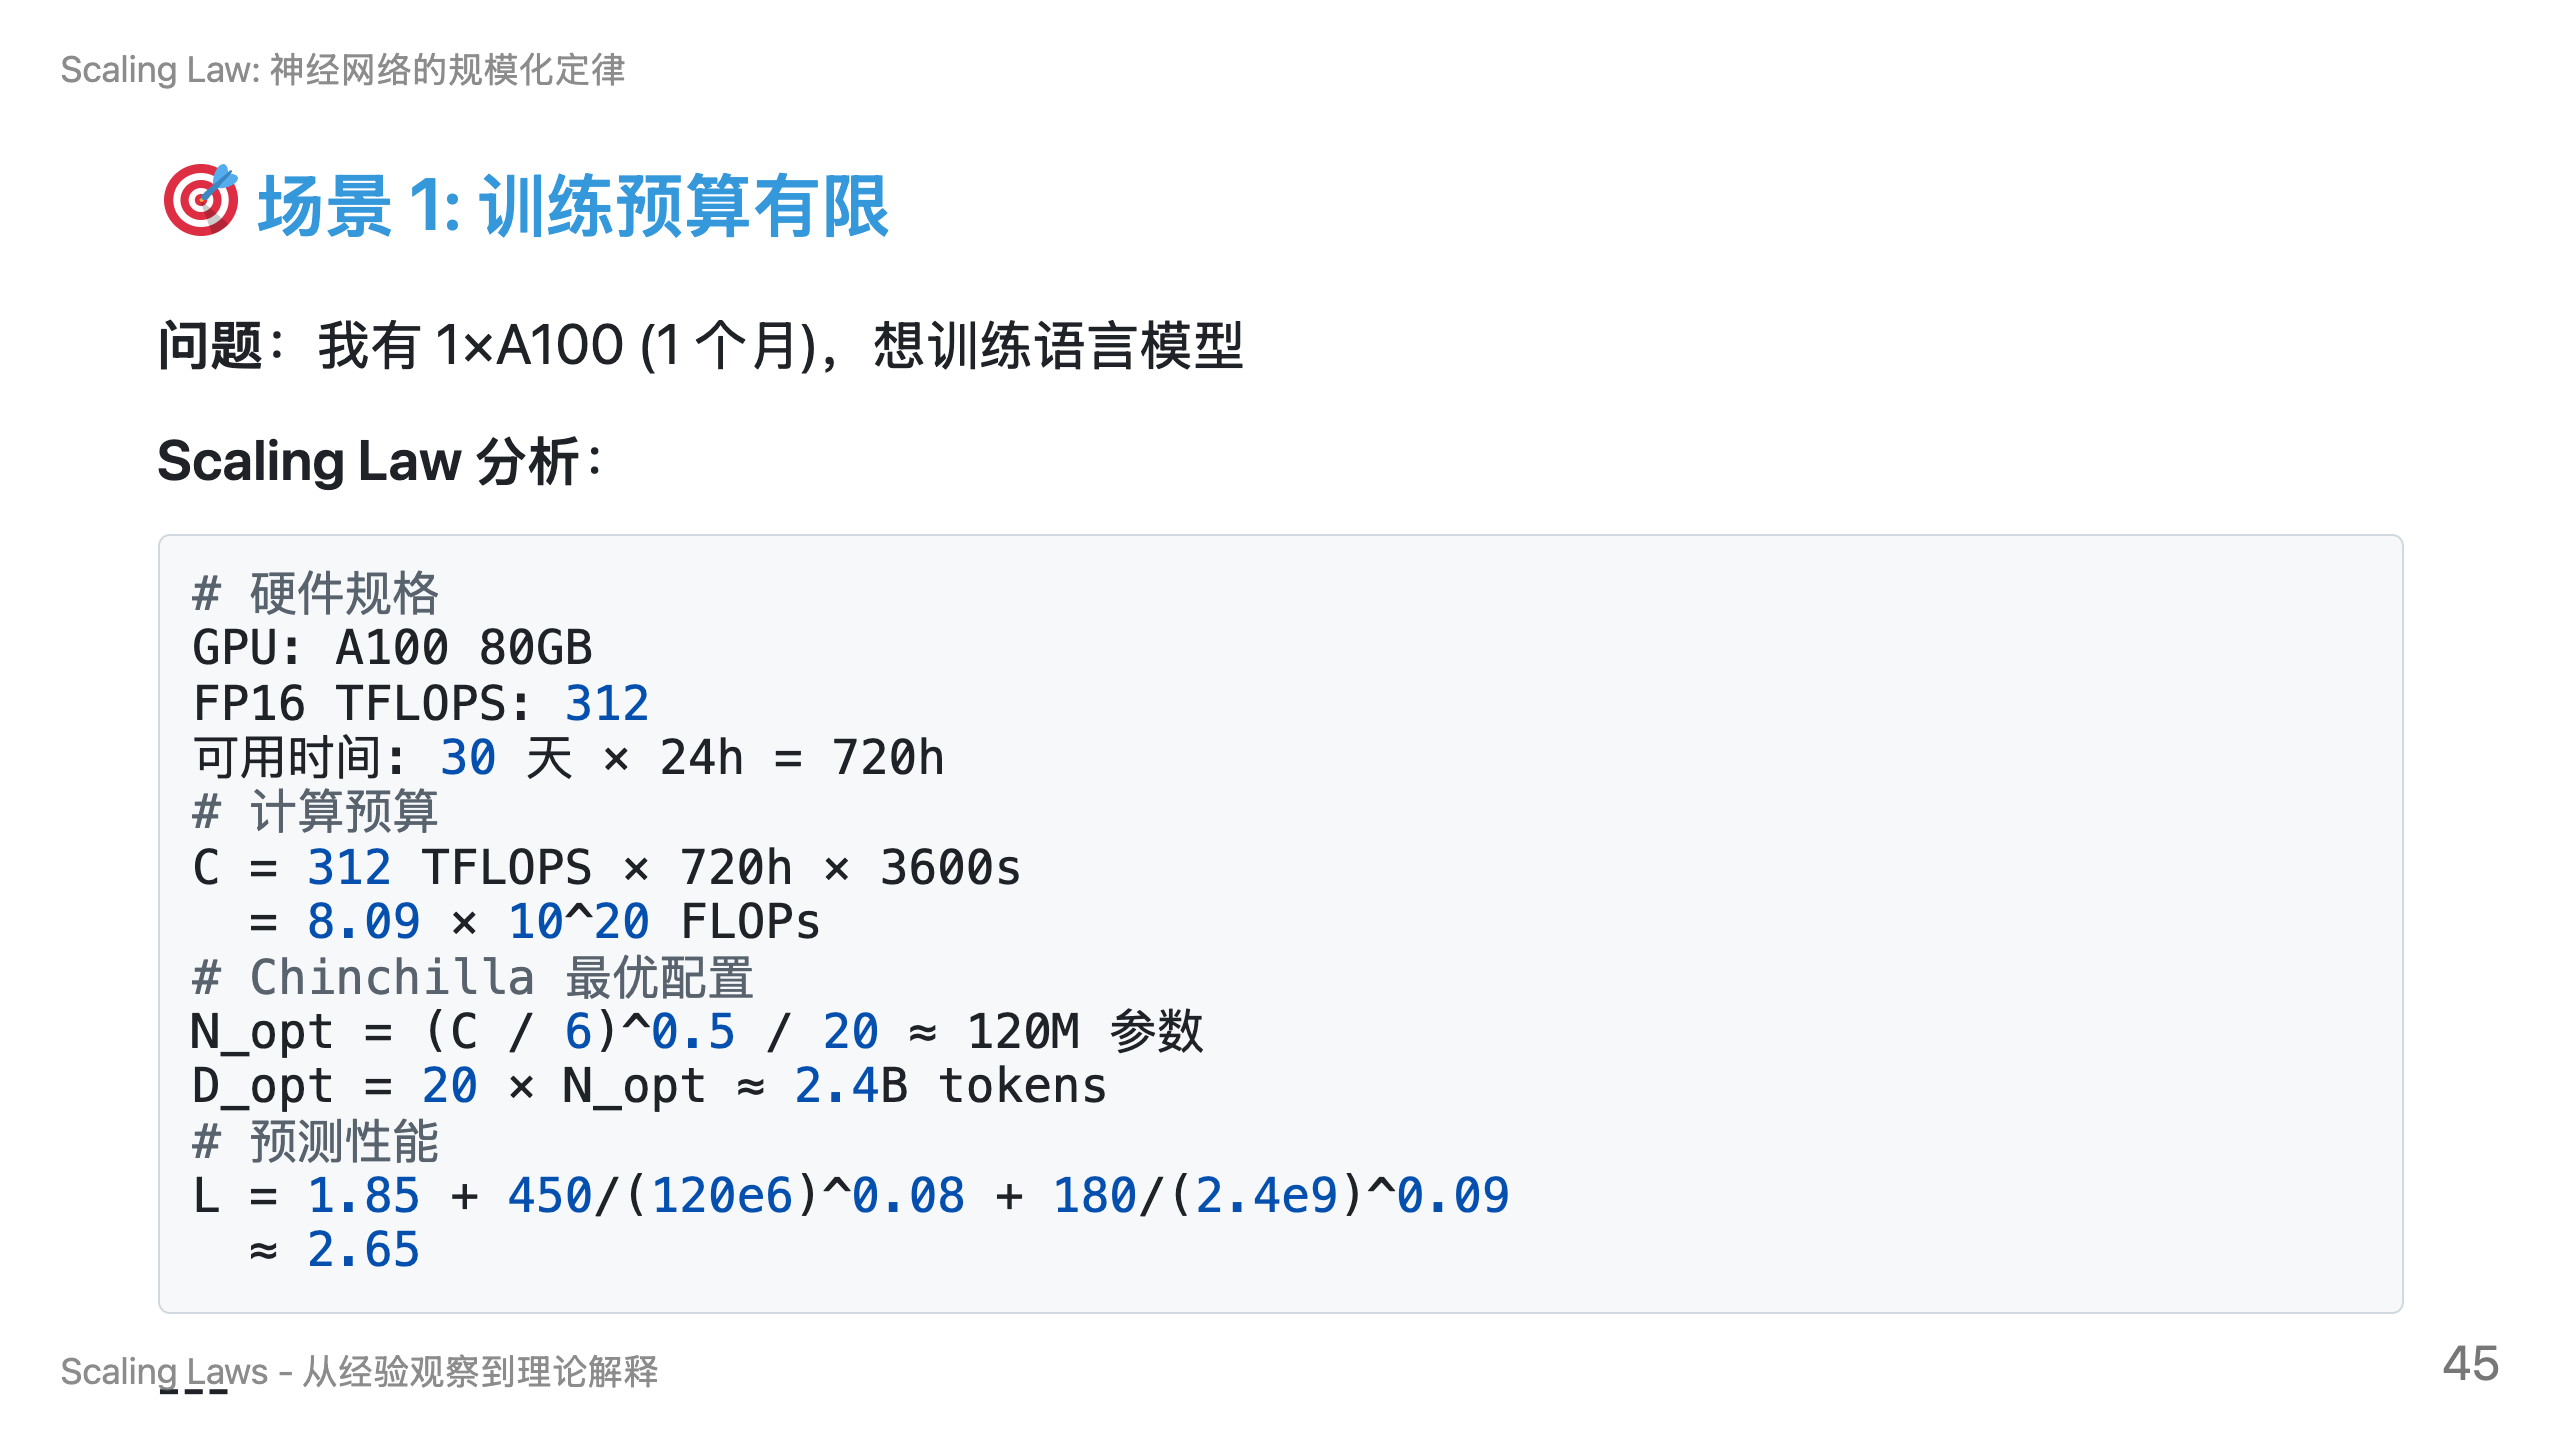 Scaling Law: 神经网络的规模化定律
🎯 场景 1: 训练预算有限
问题：我有 1×A100 (1 个月)，想训练语言模型
Scaling Law 分析：
# 硬件规格
GPU: A100 80GB
FP16 TFLOPS: 312
可用时间: 30 天 × 24h = 720h
# 计算预算
C = 312 TFLOPS × 720h × 3600s
  = 8.09 × 10^20 FLOPs
# Chinchilla 最优配置
N_opt = (C / 6)^0.5 / 20 ≈ 120M 参数
D_opt = 20 × N_opt ≈ 2.4B tokens
# 预测性能
L = 1.85 + 450/(120e6)^0.08 + 180/(2.4e9)^0.09
  ≈ 2.65
Scaling Laws - 从经验观察到理论解释
---
45